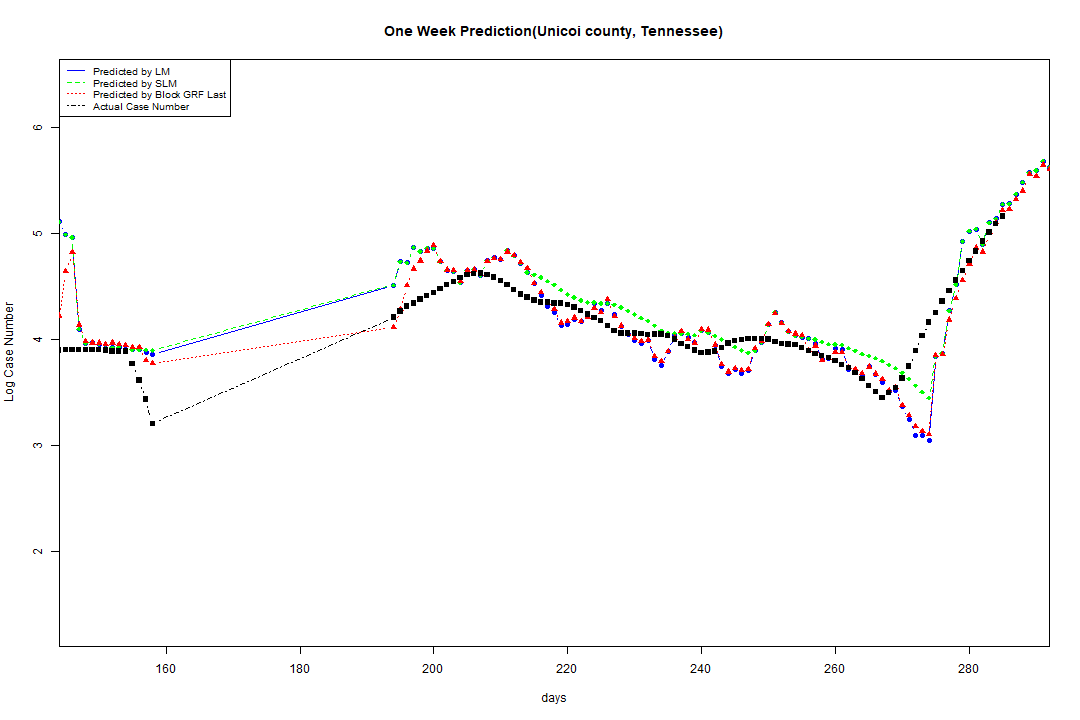 One Week Prediction(Unicoi county, Tennessee)
Predicted by LM
Predicted by SLM
Predicted by Block GRF Last
Actual Case Number
6
5
4
3
2
Log Case Number
160 180 200 220 240 260 280
days